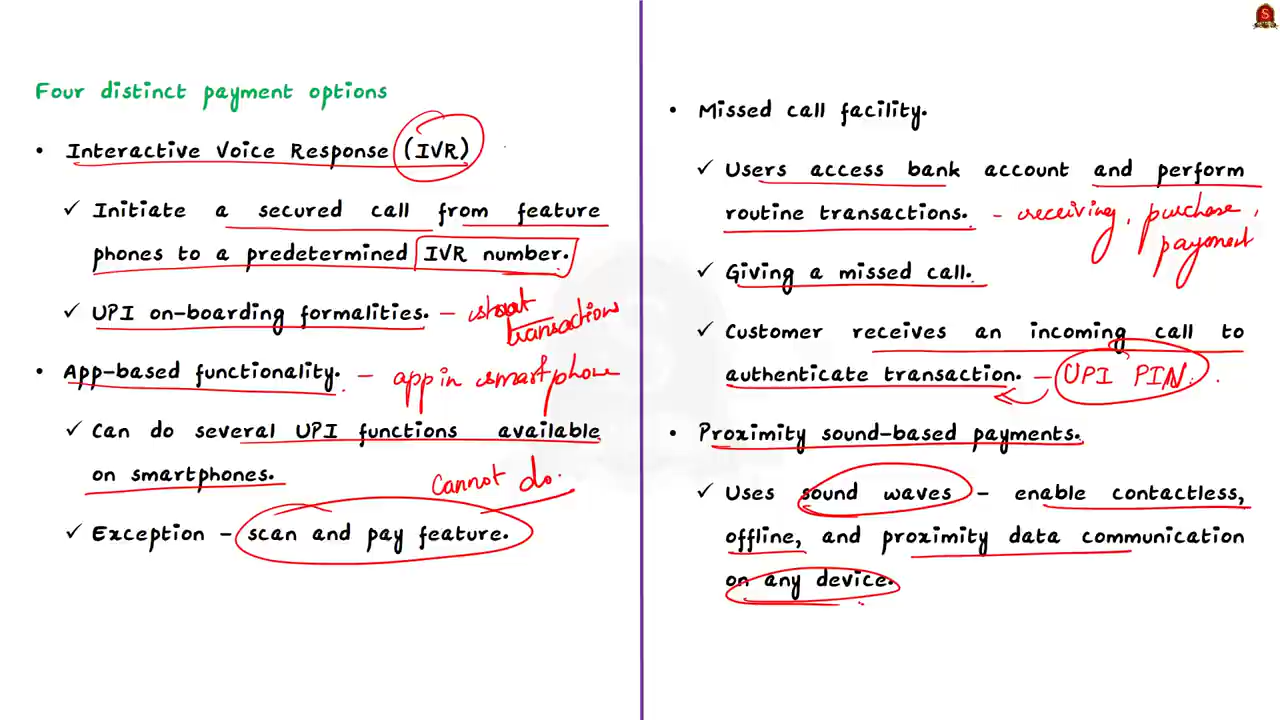 Four distinct payment options
• Interactive Voice Response (IVR)
✓ Initiate a secured call from feature
phones to a predetermined IVR number.
✓ UPI on-boarding formalities. – start
transactions
• App-based functionality. – app in smartphone
✓ Can do several UPI functions available
on smartphones.
Cannot do.
✓ Exception – scan and pay feature.
• Missed call facility.
✓ Users access bank account and perform
routine transactions. – receiving, purchase,
payment
✓ Giving a missed call.
✓ Customer receives an incoming call to
authenticate transaction. – UPI PIN.
• Proximity sound-based payments.
✓ Uses sound waves – enable contactless,
offline, and proximity data communication
on any device.
S